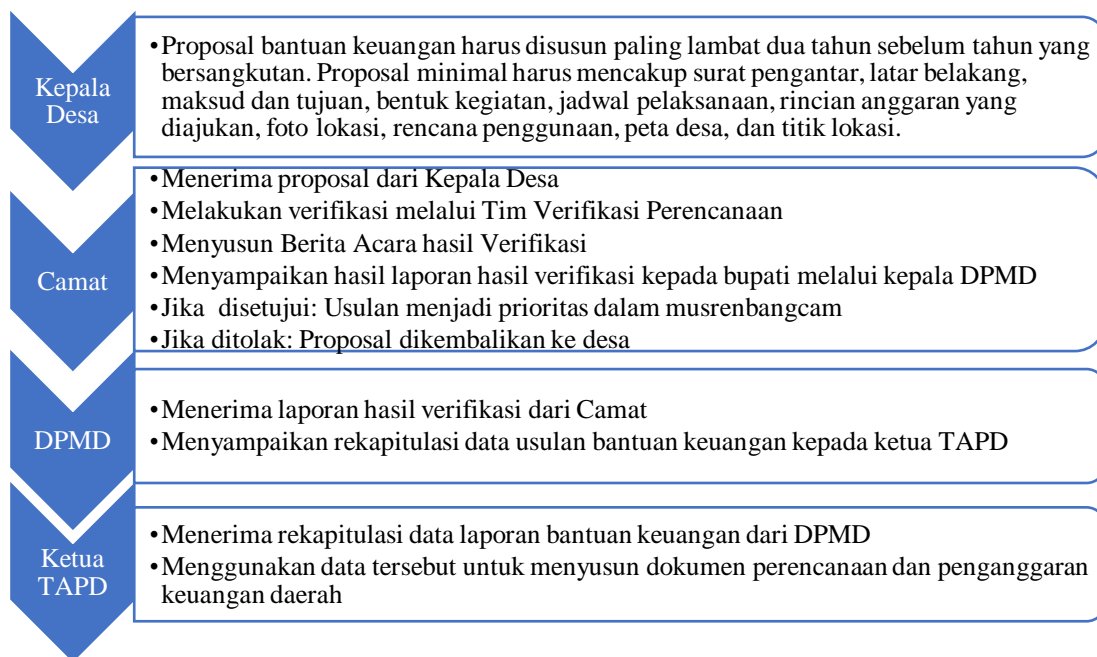 Kepala
Desa
•Proposal bantuan keuangan harus disusun paling lambat dua tahun sebelum tahun yang
bersangkutan. Proposal minimal harus mencakup surat pengantar, latar belakang,
maksud dan tujuan, bentuk kegiatan, jadwal pelaksanaan, rincian anggaran yang
diajukan, foto lokasi, rencana penggunaan, peta desa, dan titik lokasi.
Camat
•Menerima proposal dari Kepala Desa
•Melakukan verifikasi melalui Tim Verifikasi Perencanaan
•Menyusun Berita Acara hasil Verifikasi
•Menyampaikan hasil laporan hasil verifikasi kepada bupati melalui kepala DPMD
•Jika disetujui: Usulan menjadi prioritas dalam musrenbangcam
•Jika ditolak: Proposal dikembalikan ke desa
DPMD
•Menerima laporan hasil verifikasi dari Camat
•Menyampaikan rekapitulasi data usulan bantuan keuangan kepada ketua TAPD
Ketua
TAPD
•Menerima rekapitulasi data laporan bantuan keuangan dari DPMD
•Menggunakan data tersebut untuk menyusun dokumen perencanaan dan penganggaran
keuangan daerah